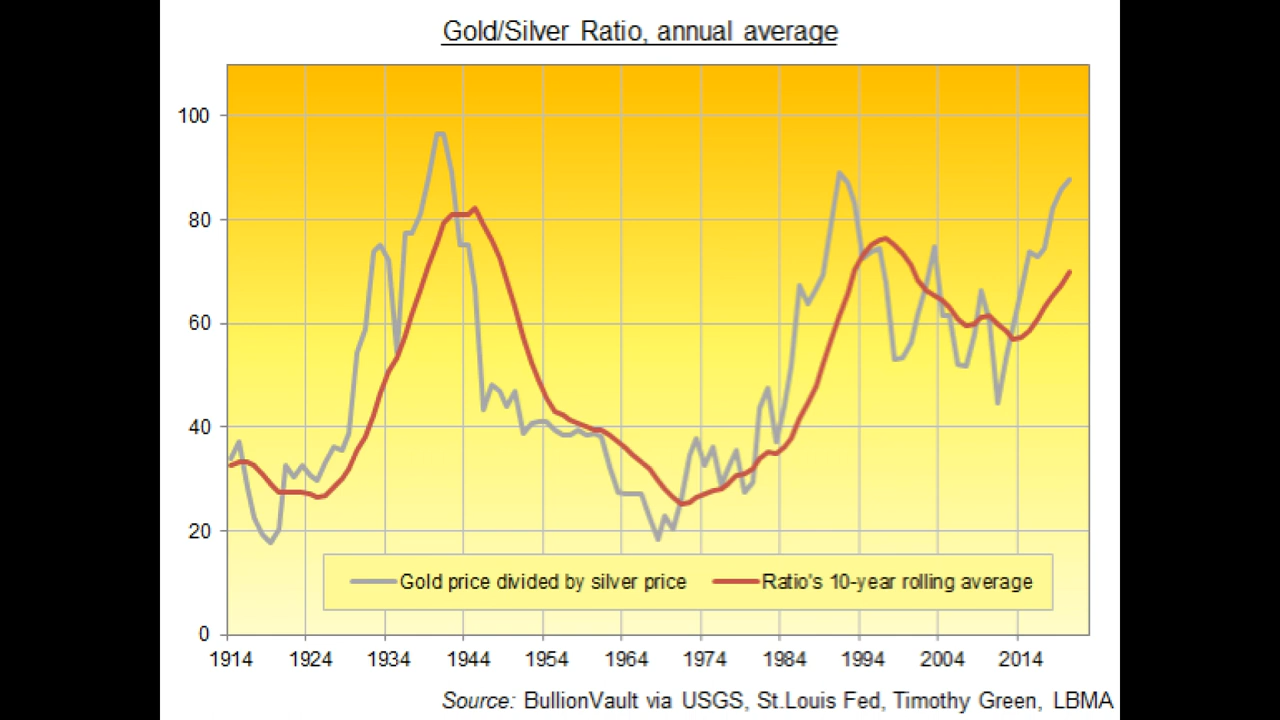 Gold/Silver Ratio, annual average
100
80
60
40
20
0
Gold price divided by silver price Ratio's 10-year rolling average
1914 1924 1934 1944 1954 1964 1974 1984 1994 2004 2014
Source: BullionVault via USGS, St.Louis Fed, Timothy Green, LBMA